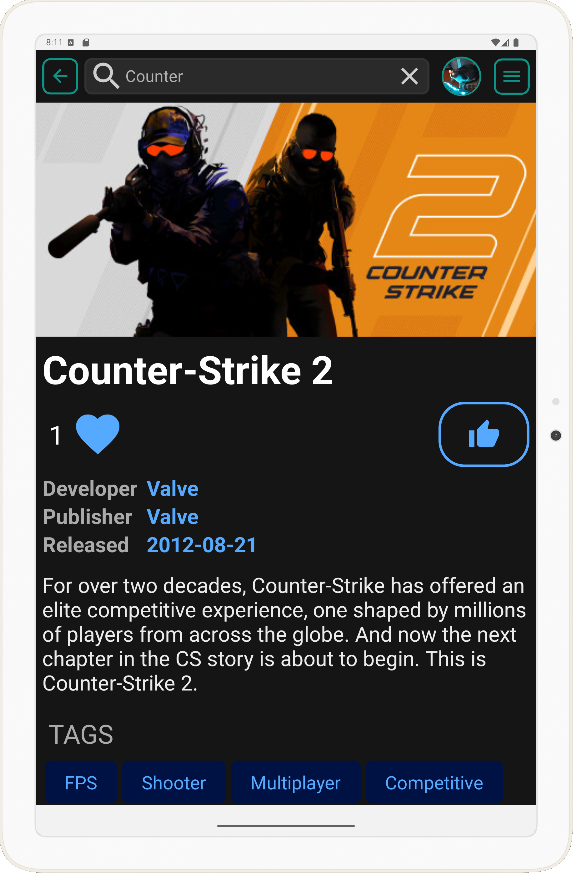 8:11
Counter
2
COUNTER
STRIKE
Counter-Strike 2
1
Developer Valve
Publisher Valve
Released 2012-08-21
For over two decades, Counter-Strike has offered an
elite competitive experience, one shaped by millions
of players from across the globe. And now the next
chapter in the CS story is about to begin. This is
Counter-Strike 2.
TAGS
FPS Shooter Multiplayer Competitive